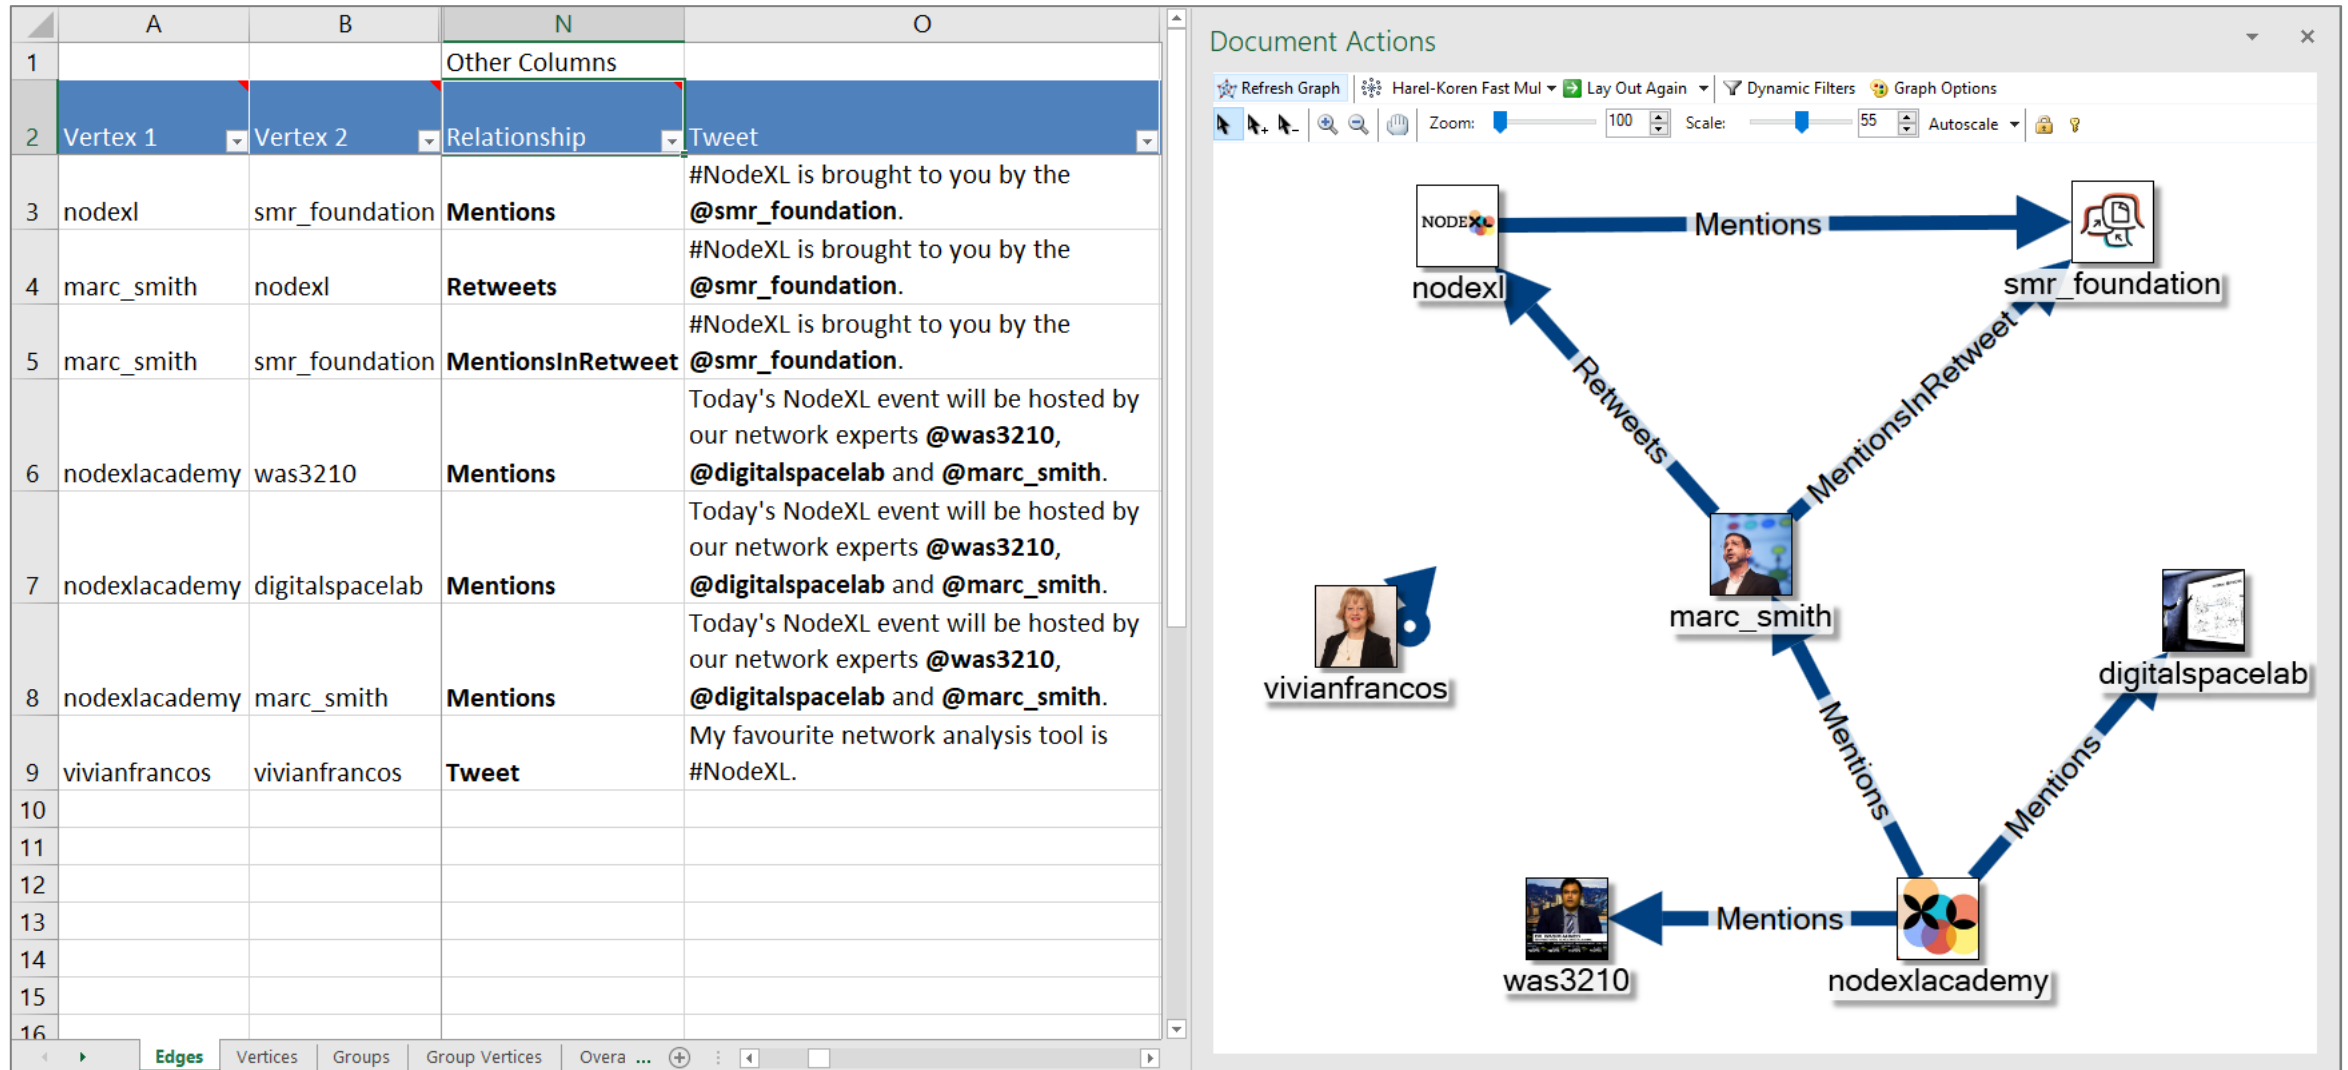 A B N O
1 Other Columns
2 Vertex 1 Vertex 2 Relationship Tweet
#NodeXL is brought to you by the
3 nodexl smr_foundation Mentions @smr_foundation.
#NodeXL is brought to you by the
4 marc_smith nodexl Retweets @smr_foundation.
#NodeXL is brought to you by the
5 marc_smith smr_foundation MentionsInRetweet @smr_foundation.
Today's NodeXL event will be hosted by
our network experts @was3210,
6 nodexlacademy was3210 Mentions @digitalspacelab and @marc_smith.
Today's NodeXL event will be hosted by
our network experts @was3210,
7 nodexlacademy digitalspacelab Mentions @digitalspacelab and @marc_smith.
Today's NodeXL event will be hosted by
our network experts @was3210,
8 nodexlacademy marc_smith Mentions @digitalspacelab and @marc_smith.
My favourite network analysis tool is
9 vivianfrancos vivianfrancos Tweet #NodeXL.
10
11
12
13
14
15
16
Edges Vertices Groups Group Vertices Overa ...
Document Actions
Refresh Graph Harel-Koren Fast Mul Lay Out Again Dynamic Filters Graph Options
Zoom: 100 Scale: 55 Autoscale
NODEXL
Mentions
nodexl
smr_foundation
Retweets
MentionsInRetweet
marc_smith
vivianfrancos
digitalspacelab
Mentions
Mentions
Mentions
was3210
nodexlacademy